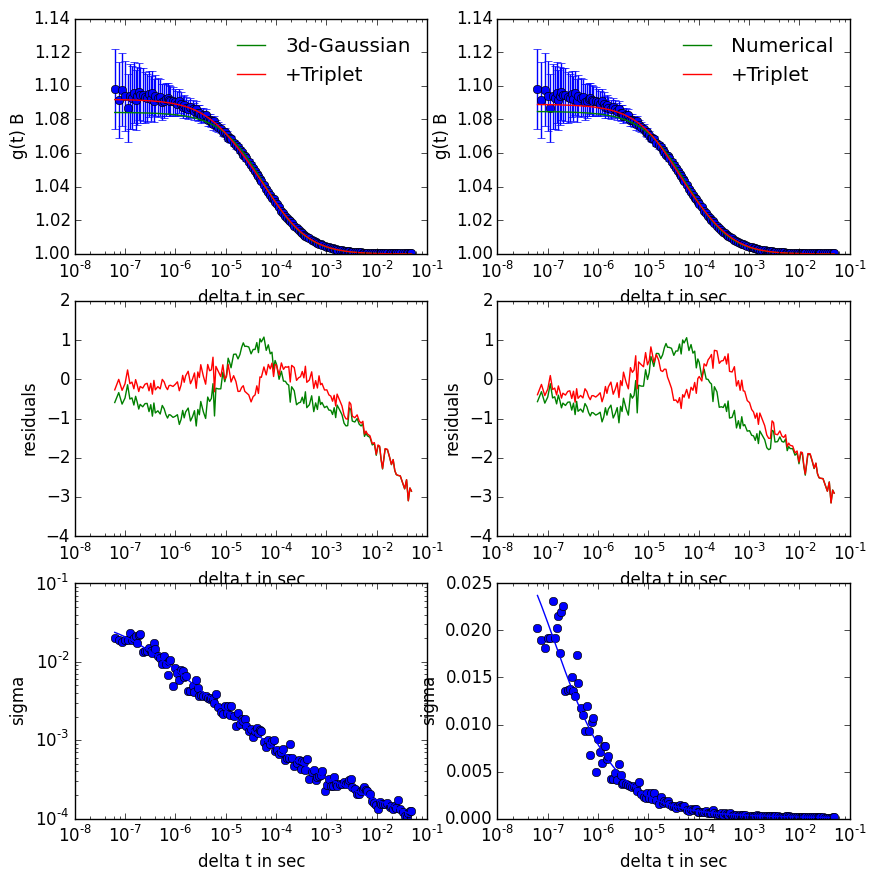 1.14
1.12
1.10
1.08
1.06
1.04
1.02
1.00
g(t) B
3d-Gaussian
+Triplet
10⁻⁸ 10⁻⁷ 10⁻⁶ 10⁻⁵ 10⁻⁴ 10⁻³ 10⁻² 10⁻¹
delta t in sec
1.14
1.12
1.10
1.08
1.06
1.04
1.02
1.00
g(t) B
Numerical
+Triplet
10⁻⁸ 10⁻⁷ 10⁻⁶ 10⁻⁵ 10⁻⁴ 10⁻³ 10⁻² 10⁻¹
delta t in sec
2
1
0
−1
−2
−3
−4
residuals
10⁻⁸ 10⁻⁷ 10⁻⁶ 10⁻⁵ 10⁻⁴ 10⁻³ 10⁻² 10⁻¹
delta t in sec
2
1
0
−1
−2
−3
−4
residuals
10⁻⁸ 10⁻⁷ 10⁻⁶ 10⁻⁵ 10⁻⁴ 10⁻³ 10⁻² 10⁻¹
delta t in sec
10⁻¹
10⁻²
10⁻³
10⁻⁴
sigma
10⁻⁸ 10⁻⁷ 10⁻⁶ 10⁻⁵ 10⁻⁴ 10⁻³ 10⁻² 10⁻¹
delta t in sec
0.025
0.020
0.015
0.010
0.005
0.000
sigma
10⁻⁸ 10⁻⁷ 10⁻⁶ 10⁻⁵ 10⁻⁴ 10⁻³ 10⁻² 10⁻¹
delta t in sec